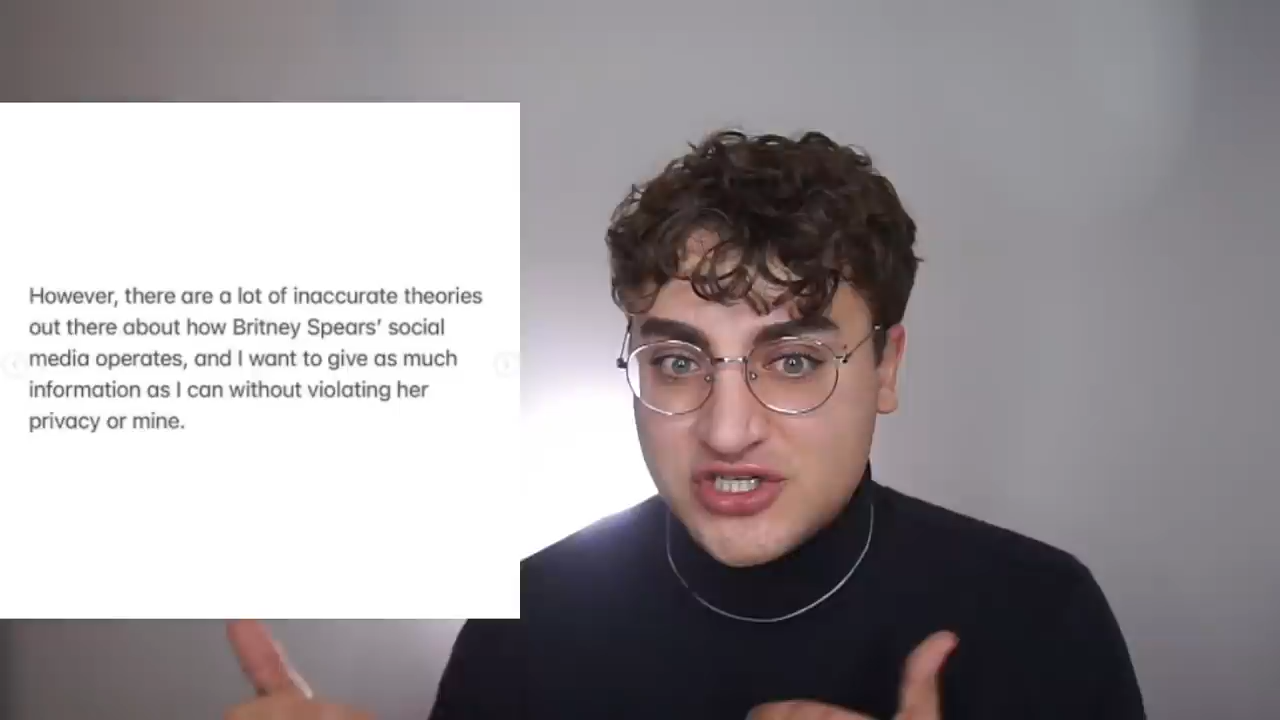 However, there are a lot of inaccurate theories
out there about how Britney Spears’ social
media operates, and I want to give as much
information as I can without violating her
privacy or mine.